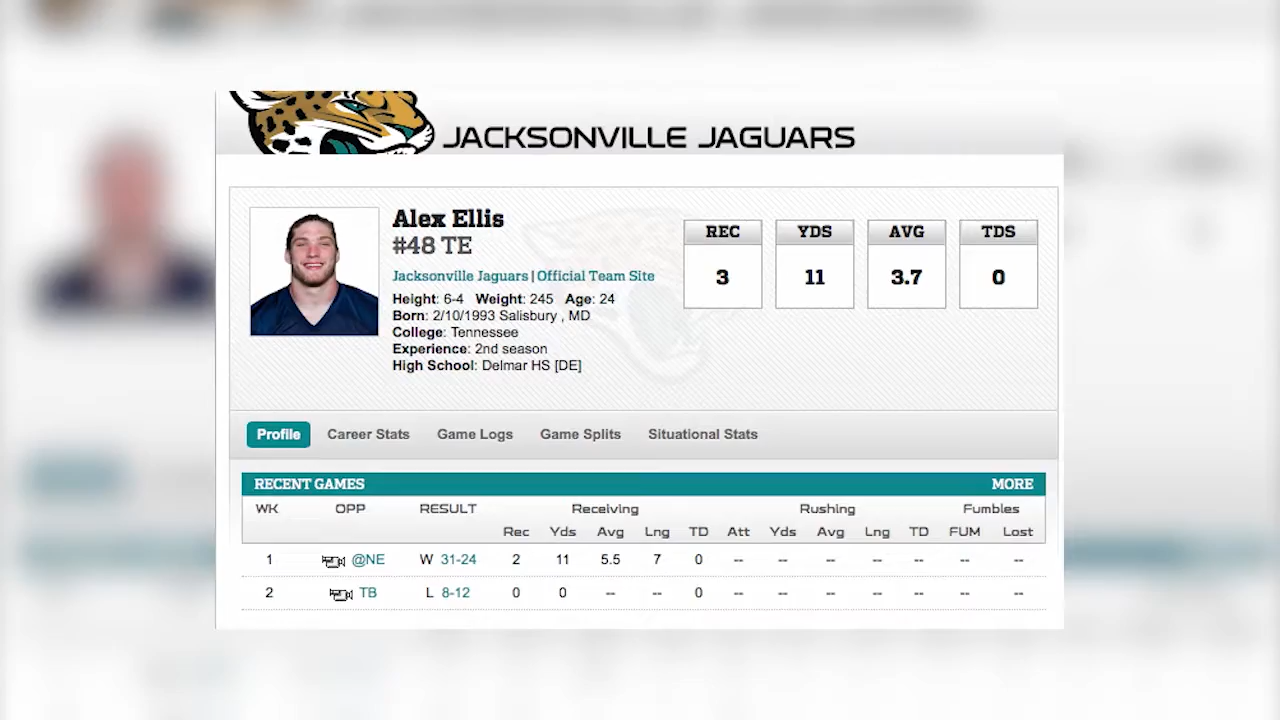 JACKSONVILLE JAGUARS
Alex Ellis
#48 TE
Jacksonville Jaguars | Official Team Site
Height: 6-4 Weight: 245 Age: 24
Born: 2/10/1993 Salisbury , MD
College: Tennessee
Experience: 2nd season
High School: Delmar HS [DE]
REC YDS AVG TDS
3 11 3.7 0
Profile Career Stats Game Logs Game Splits Situational Stats
RECENT GAMES MORE
WK OPP RESULT Receiving Rushing Fumbles
Rec Yds Avg Lng TD Att Yds Avg Lng TD FUM Lost
1 @NE W 31-24 2 11 5.5 7 0 -- -- -- -- -- -- --
2 TB L 8-12 0 0 -- -- 0 -- -- -- -- -- -- --